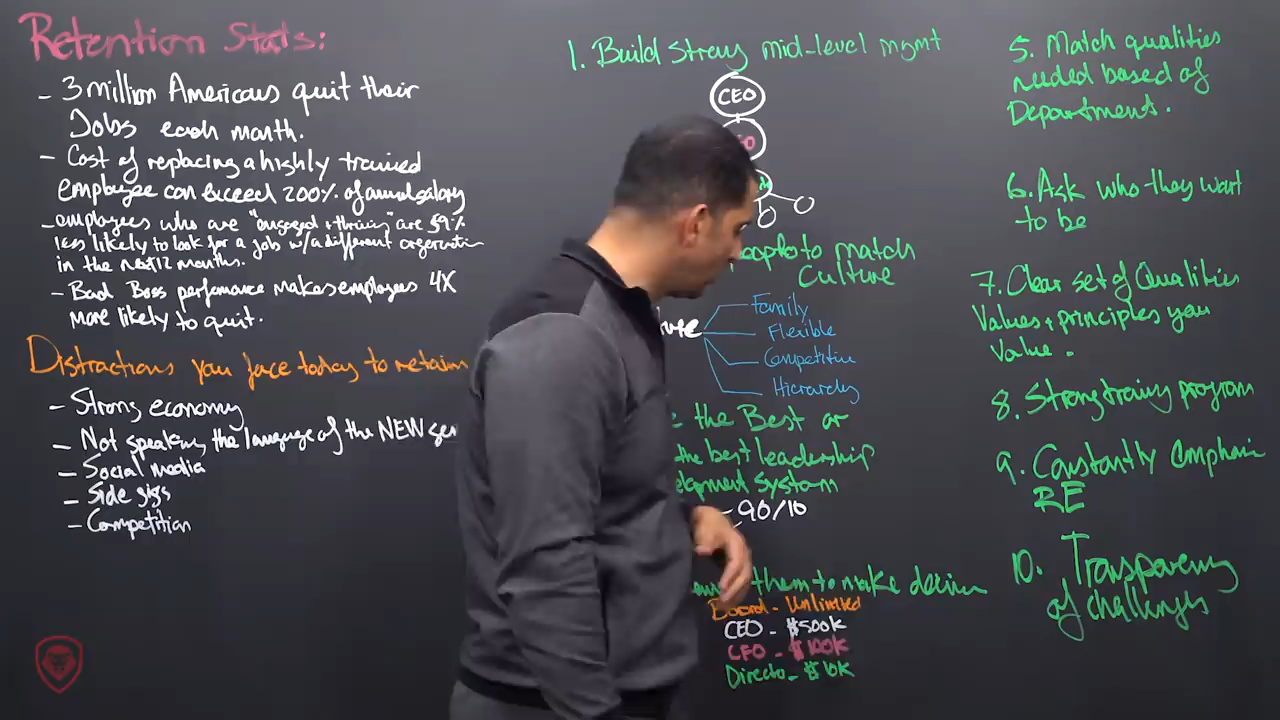 Retention Stats:
- 3 million Americans quit their
Jobs each month.
- Cost of replacing a highly trained
employee can exceed 200% of annual salary
- employees who are "engaged + thriving" are 59%
less likely to look for a job w/a different organization
in the next 12 months.
- Bad Boss performance makes employees 4X
more likely to quit.
Distractions you face today to retain
- Strong economy
- Not speaking the language of the NEW gen
- Social media
- Side gigs
- Competition
1. Build Strong mid-level mgmt
CEO
people to match
Culture
Family
Flexible
Competitive
Hierarchy
the Best or
the best leadership
System
- 90/10
them to make decision
Board - Unlimited
CEO - $500K
CFO - $100K
Director - $10K
5. Match qualities
needed based of
Department.
6. Ask who they want
to be
7. Clear set of Qualities
Values + principles you
Value.
8. Strong training program
9. Constantly emphasize
RE
10. Transparency
of challenges